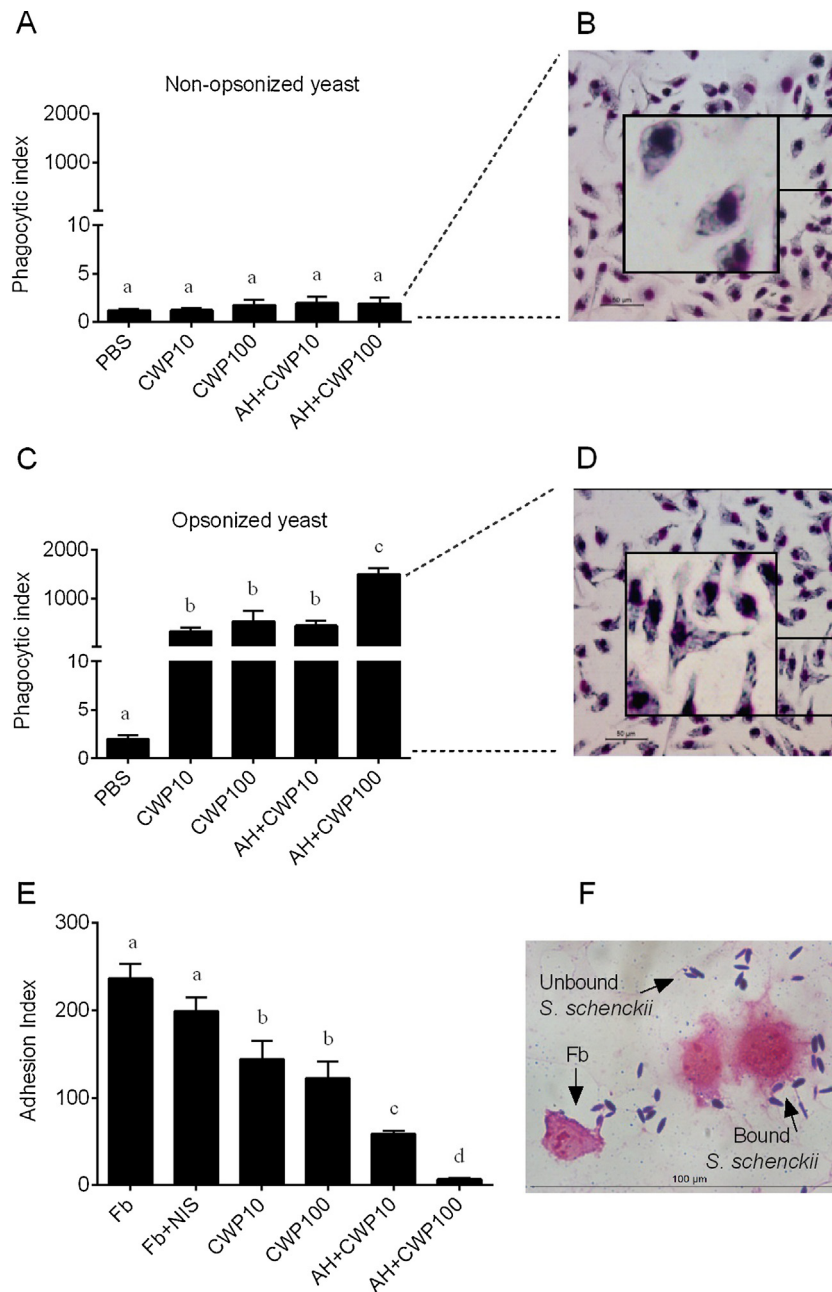 A
Non-opsonized yeast
Phagocytic index
2000
1000
10
5
0
a
a
a
a
a
PBS
CWP10
CWP100
AH+CWP10
AH+CWP100
B
50 µm
C
Opsonized yeast
Phagocytic index
2000
1000
10
5
0
a
b
b
b
c
PBS
CWP10
CWP100
AH+CWP10
AH+CWP100
D
50 µm
E
Adhesion Index
300
200
100
0
a
a
b
b
c
d
Fb
Fb+NIS
CWP10
CWP100
AH+CWP10
AH+CWP100
F
Unbound
S. schenckii
Fb
Bound
S. schenckii
100 µm